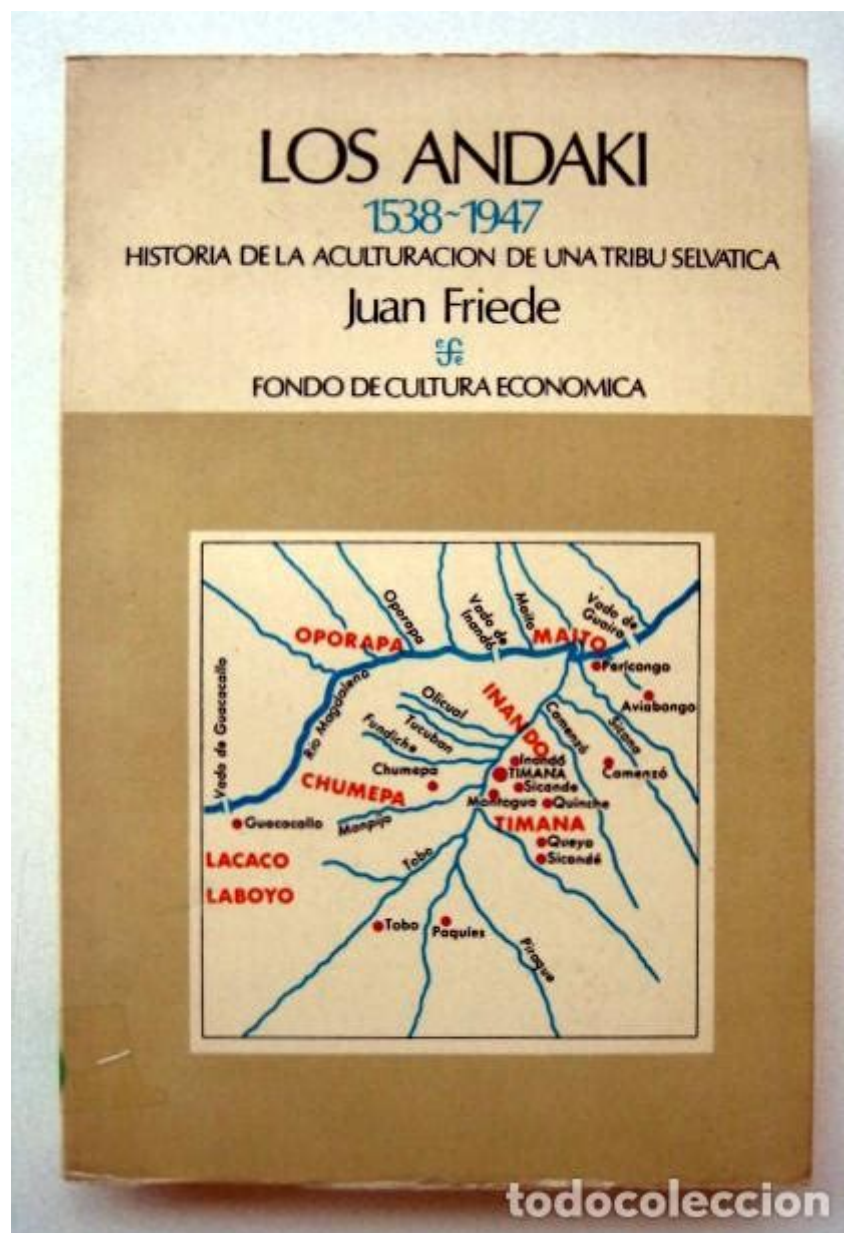 LOS ANDAKI
1538~1947
HISTORIA DE LA ACULTURACION DE UNA TRIBU SELVATICA
Juan Friede
FONDO DE CULTURA ECONOMICA
Oporapa
Vado de
Inandó
Maito
Vado de
Guaira
OPORAPA
MAITO
Pericongo
Aviabongo
Vado de Guacacallo
Río Magdalena
Olicual
Tucuban
Fundiche
INANDO
Camenzó
Sicana
Inandó
TIMANA
Camenzó
Chumepa
CHUMEPA
Sicande
Mantagua
Quinche
Guacacallo
Manpijo
TIMANA
Queyo
Sicandé
LACACO
LABOYO
Tobo
Tobo
Paquies
Piraque
todocoleccion